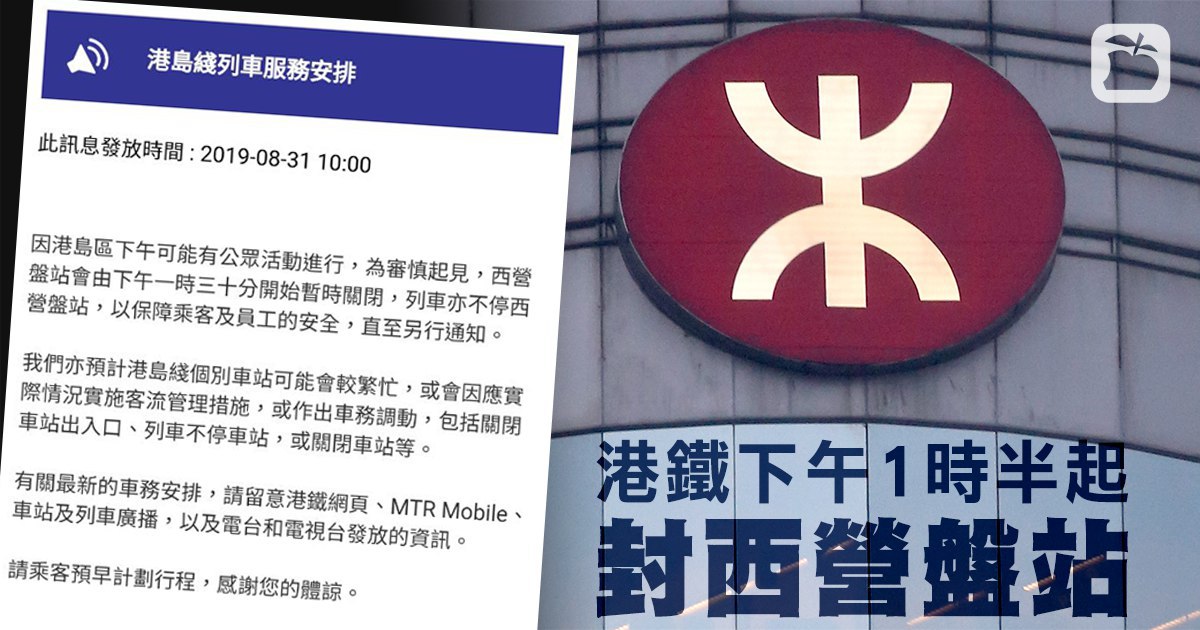 港島綫列車服務安排
此訊息發放時間 : 2019-08-31 10:00
因港島區下午可能有公眾活動進行，為審慎起見，西營
盤站會由下午一時三十分開始暫時關閉，列車亦不停西
營盤站，以保障乘客及員工的安全，直至另行通知。
我們亦預計港島綫個別車站可能會較繁忙，或會因應實
際情況實施客流管理措施，或作出車務調動，包括關閉
車站出入口、列車不停車站，或關閉車站等。
有關最新的車務安排，請留意港鐵網頁、MTR Mobile、
車站及列車廣播，以及電台和電視台發放的資訊。
請乘客預早計劃行程，感謝您的體諒。
港鐵下午1時半起
封西營盤站